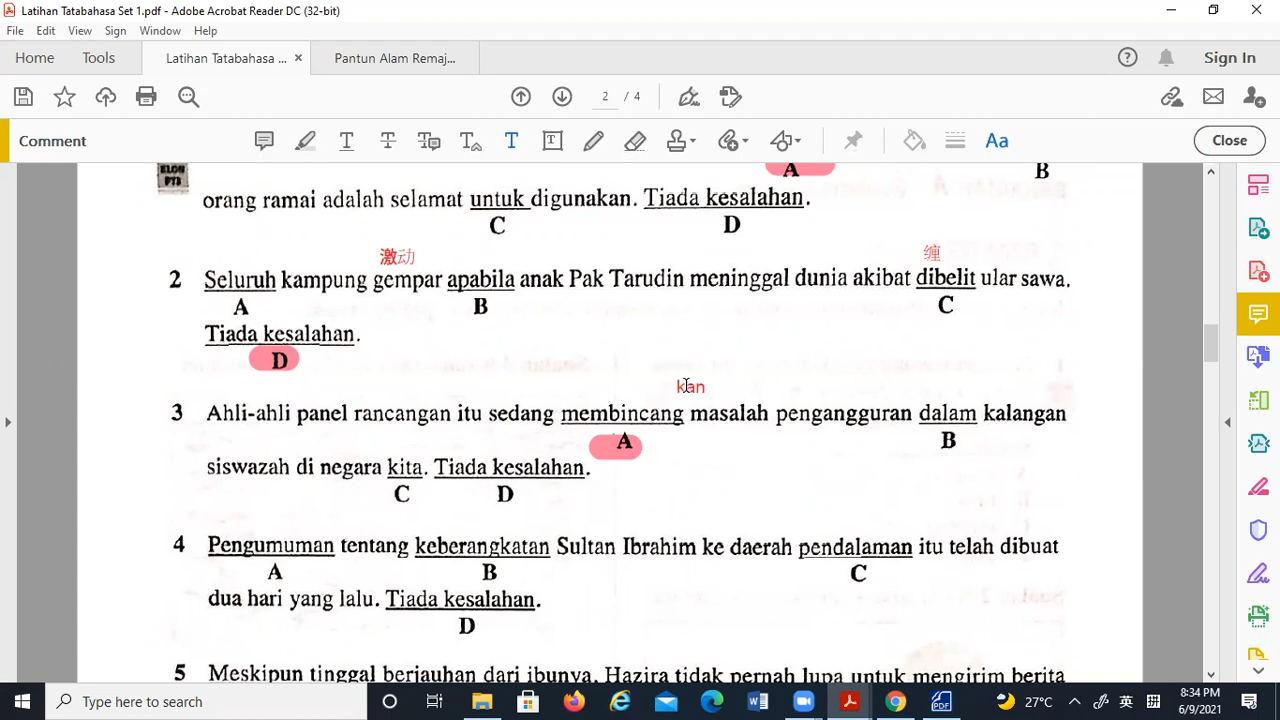 Latihan Tatabahasa Set 1.pdf - Adobe Acrobat Reader DC (32-bit)
File Edit View Sign Window Help
Home Tools Latihan Tatabahasa ... × Pantun Alam Remaj... Sign In
2 / 4
Comment Close
A B
orang ramai adalah selamat untuk digunakan. Tiada kesalahan.
C D
激动 缠
2 Seluruh kampung gempar apabila anak Pak Tarudin meninggal dunia akibat dibelit ular sawa.
A B C
Tiada kesalahan.
D
kan
3 Ahli-ahli panel rancangan itu sedang membincang masalah pengangguran dalam kalangan
A B
siswazah di negara kita. Tiada kesalahan.
C D
4 Pengumuman tentang keberangkatan Sultan Ibrahim ke daerah pendalaman itu telah dibuat
A B C
dua hari yang lalu. Tiada kesalahan.
D
5 Meskipun tinggal berjauhan dari ibunya, Hazira tidak pernah lupa untuk mengirim berita
Type here to search 27°C 英 拼 8:34 PM
6/9/2021